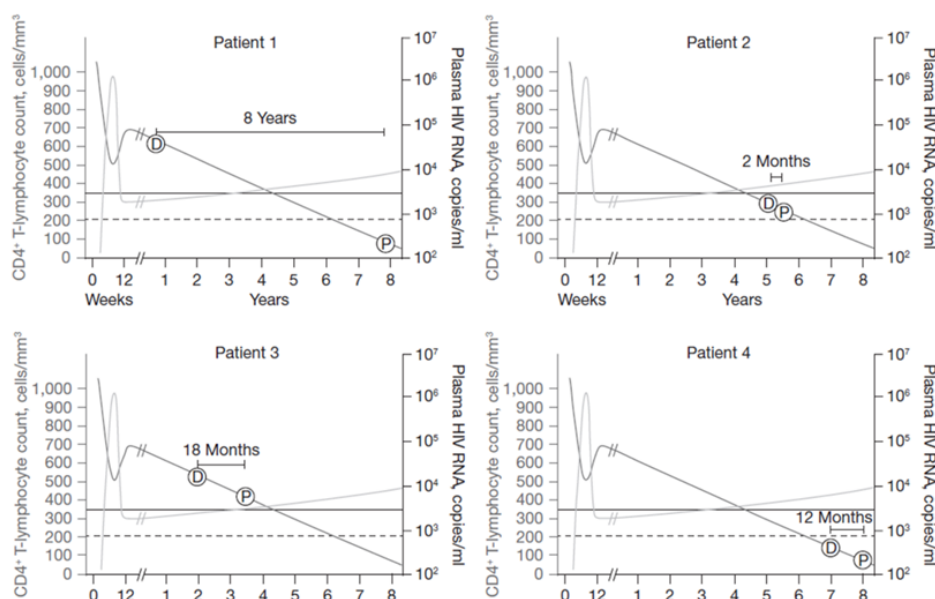 Patient 1
CD4⁺ T-lymphocyte count, cells/mm³
1,000
900
800
700
600
500
400
300
200
100
0
8 Years
D
P
10⁷
10⁶
10⁵
10⁴
10³
10²
Plasma HIV RNA, copies/ml
0 12 1 2 3 4 5 6 7 8
Weeks Years
Patient 2
CD4⁺ T-lymphocyte count, cells/mm³
1,000
900
800
700
600
500
400
300
200
100
0
2 Months
D
P
10⁷
10⁶
10⁵
10⁴
10³
10²
Plasma HIV RNA, copies/ml
0 12 1 2 3 4 5 6 7 8
Weeks Years
Patient 3
CD4⁺ T-lymphocyte count, cells/mm³
1,000
900
800
700
600
500
400
300
200
100
0
18 Months
D
P
10⁷
10⁶
10⁵
10⁴
10³
10²
Plasma HIV RNA, copies/ml
0 12 1 2 3 4 5 6 7 8
Patient 4
CD4⁺ T-lymphocyte count, cells/mm³
1,000
900
800
700
600
500
400
300
200
100
0
12 Months
D
P
10⁷
10⁶
10⁵
10⁴
10³
10²
Plasma HIV RNA, copies/ml
0 12 1 2 3 4 5 6 7 8